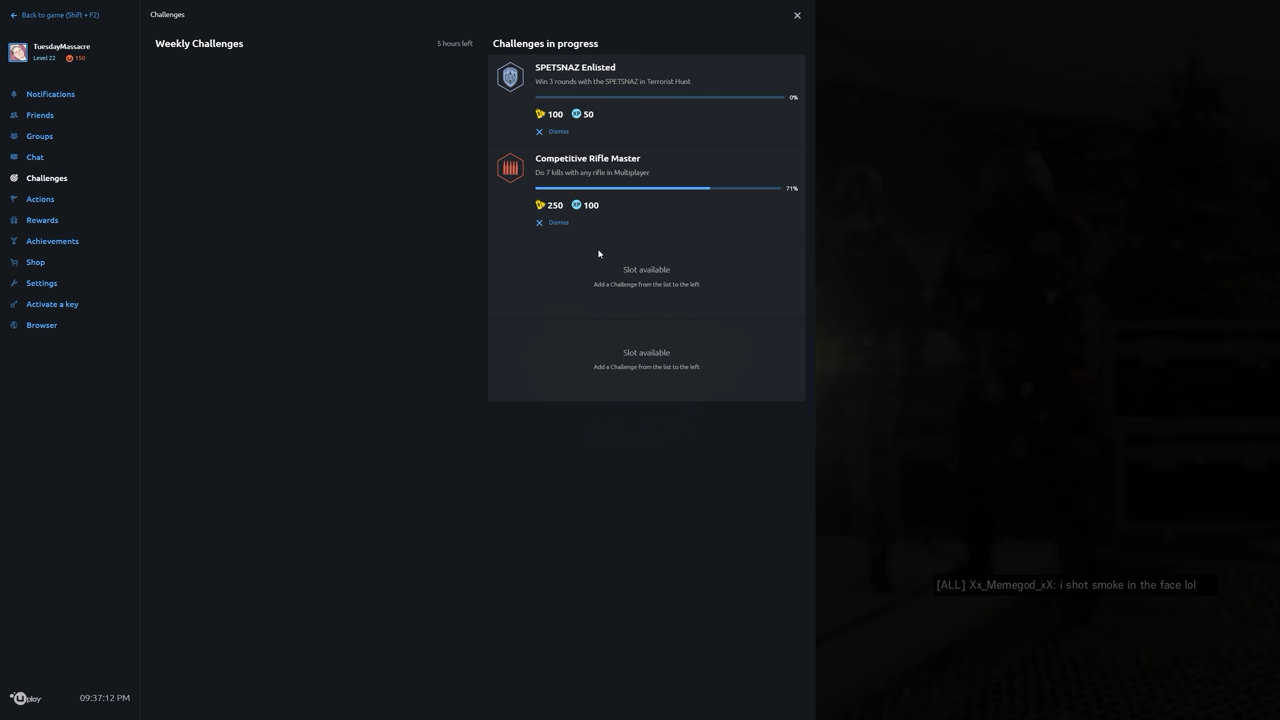 Back to game (Shift + F2)
TuesdayMassacre
Level 22 150
Notifications
Friends
Groups
Chat
Challenges
Actions
Rewards
Achievements
Shop
Settings
Activate a key
Browser
uplay 09:37:12 PM
Challenges
Weekly Challenges 5 hours left
Challenges in progress
SPETSNAZ Enlisted
Win 3 rounds with the SPETSNAZ in Terrorist Hunt
0%
100 XP 50
Dismiss
Competitive Rifle Master
Do 7 kills with any rifle in Multiplayer
71%
250 XP 100
Dismiss
Slot available
Add a Challenge from the list to the left
Slot available
Add a Challenge from the list to the left
[ALL] Xx_Memegod_xX: i shot smoke in the face lol